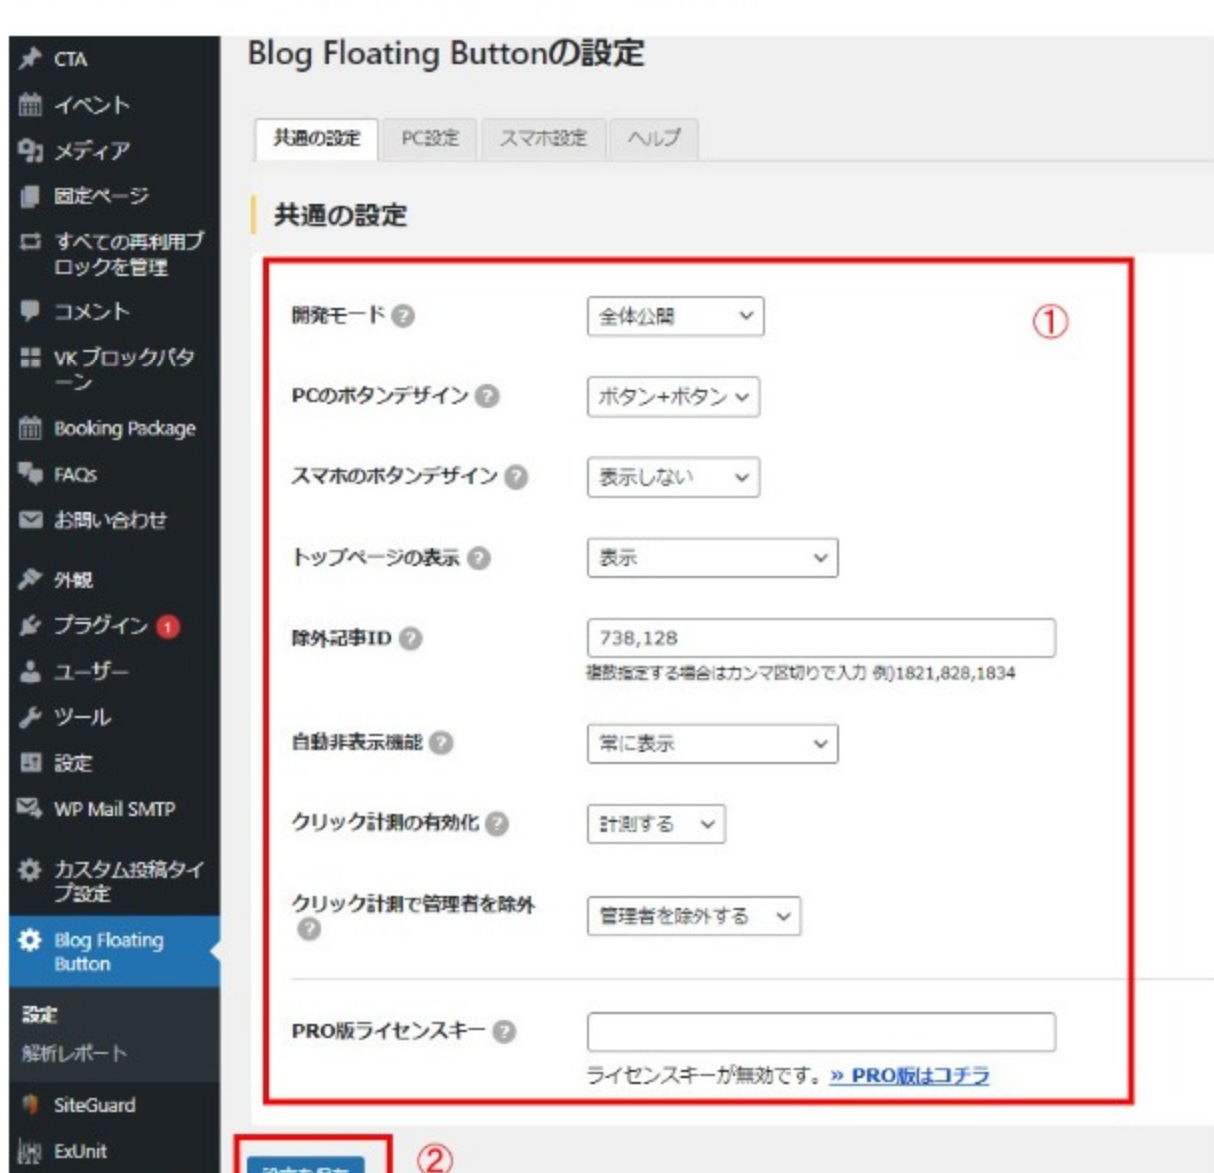 CTA
イベント
メディア
固定ページ
すべての再利用ブ
ロックを管理
コメント
VK ブロックパタ
ーン
Booking Package
FAQs
お問い合わせ
外観
プラグイン 1
ユーザー
ツール
設定
WP Mail SMTP
カスタム投稿タイ
プ設定
Blog Floating
Button
設定
解析レポート
SiteGuard
ExUnit
Blog Floating Buttonの設定
共通の設定 PC設定 スマホ設定 ヘルプ
共通の設定
①
開発モード ? 全体公開
PCのボタンデザイン ? ボタン+ボタン
スマホのボタンデザイン ? 表示しない
トップページの表示 ? 表示
除外記事ID ? 738,128
複数指定する場合はカンマ区切りで入力 例)1821,828,1834
自動非表示機能 ? 常に表示
クリック計測の有効化 ? 計測する
クリック計測で管理者を除外
? 管理者を除外する
PRO版ライセンスキー ?
ライセンスキーが無効です。» PRO版はコチラ
設定を保存
②